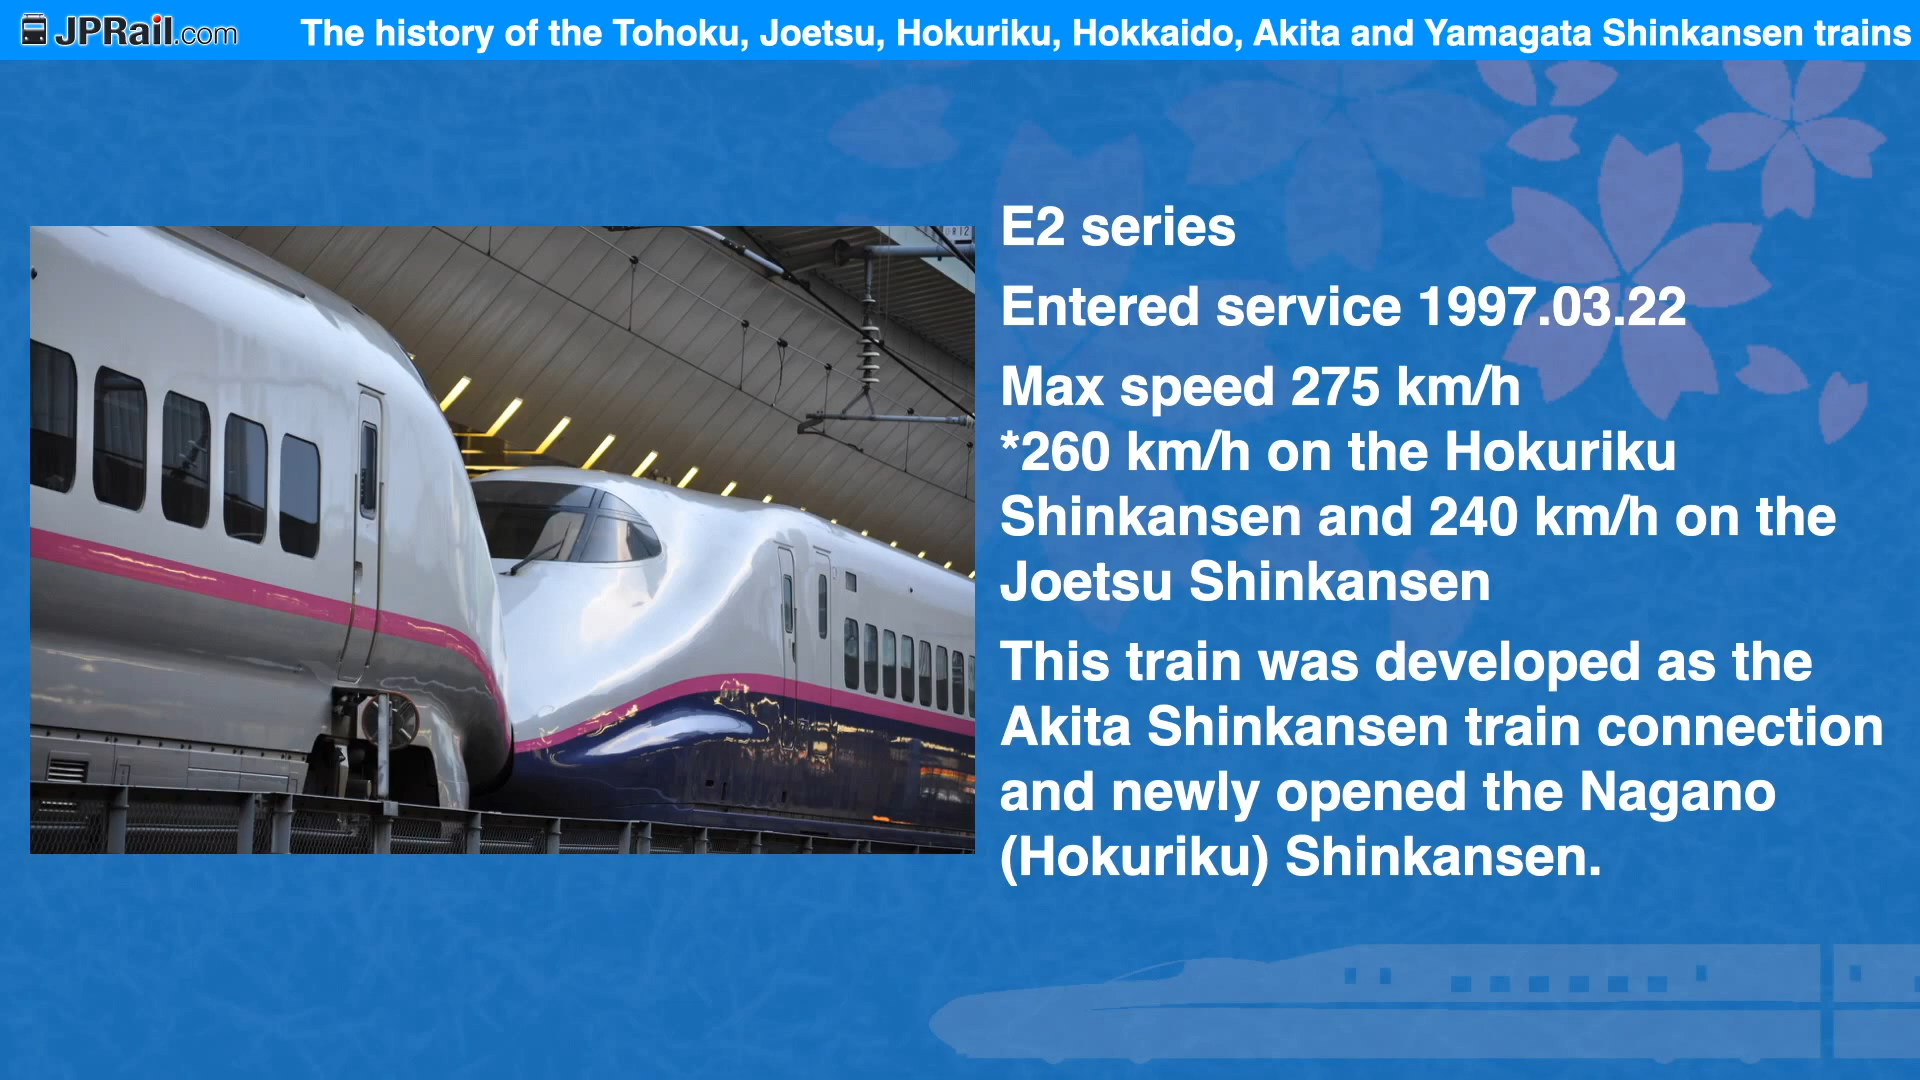 JPRail.com
The history of the Tohoku, Joetsu, Hokuriku, Hokkaido, Akita and Yamagata Shinkansen trains
E2 series
Entered service 1997.03.22
Max speed 275 km/h
*260 km/h on the Hokuriku
Shinkansen and 240 km/h on the
Joetsu Shinkansen
This train was developed as the
Akita Shinkansen train connection
and newly opened the Nagano
(Hokuriku) Shinkansen.